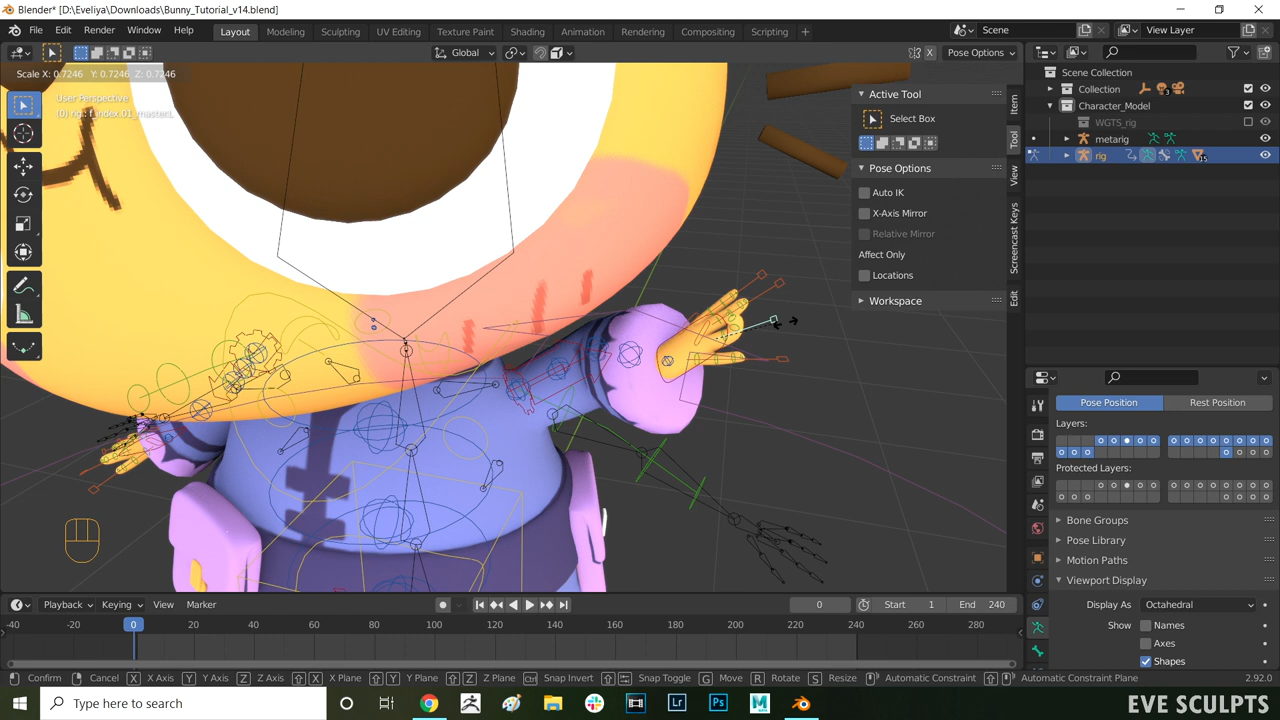 Blender* [D:\Eveliya\Downloads\Bunny_Tutorial_v14.blend]
File Edit Render Window Help Layout Modeling Sculpting UV Editing Texture Paint Shading Animation Rendering Compositing Scripting Scene View Layer
Global X Pose Options
Scale X: 0.7246 Y: 0.7246 Z: 0.7246
User Perspective
Active Tool
Select Box
Pose Options
Auto IK
X-Axis Mirror
Relative Mirror
Affect Only
Locations
Workspace
Item
Tool
View
Screencast Keys
Edit
Scene Collection
Collection 3
Character_Model
WGTS_rig
metarig
rig 15
Pose Position Rest Position
Layers:
Protected Layers:
Bone Groups
Pose Library
Motion Paths
Viewport Display
Display As Octahedral
Show Names
Axes
Shapes
Playback Keying View Marker 0 Start 1 End 240
-40 -20 0 20 40 60 80 100 120 140 160 180 200 220 240 260 280
Confirm Cancel X X Axis Y Y Axis Z Z Axis X X Plane Y Y Plane Z Z Plane Ctrl Snap Invert Snap Toggle G Move R Rotate S Resize Automatic Constraint Automatic Constraint Plane 2.92.0
Type here to search Lr Ps M
EVE SCULPTS